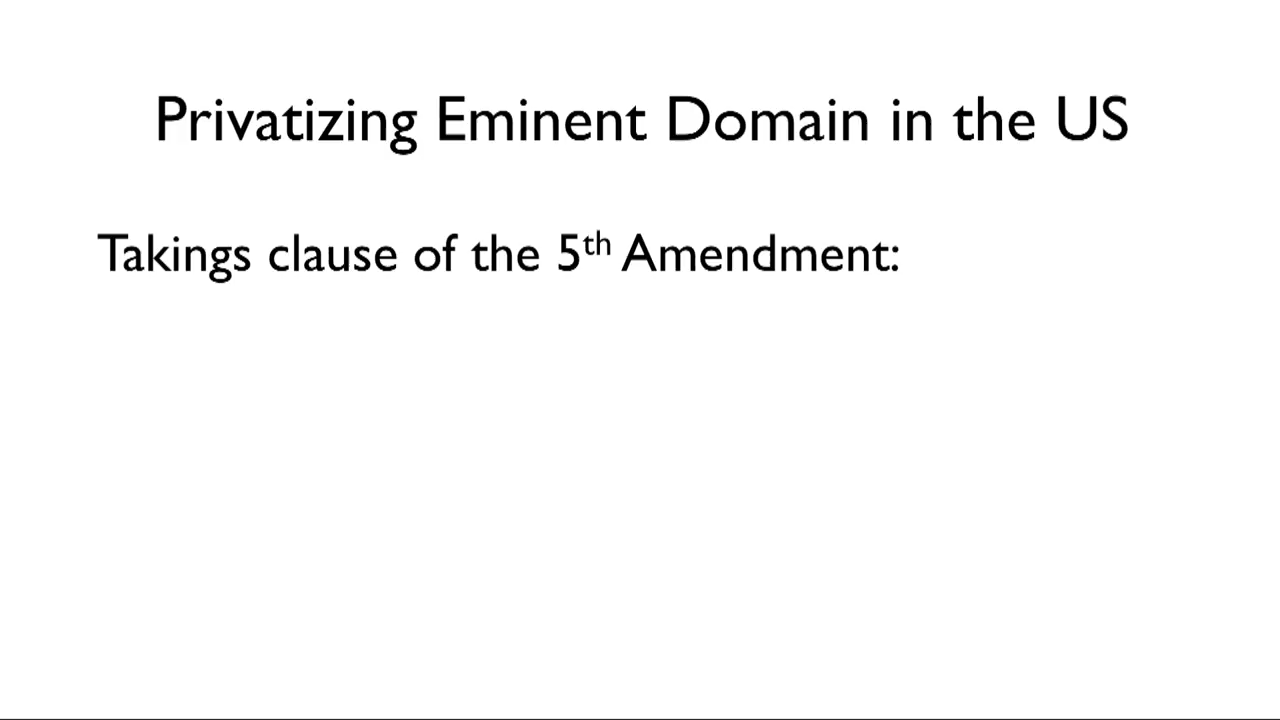 Privatizing Eminent Domain in the US
Takings clause of the 5th Amendment: